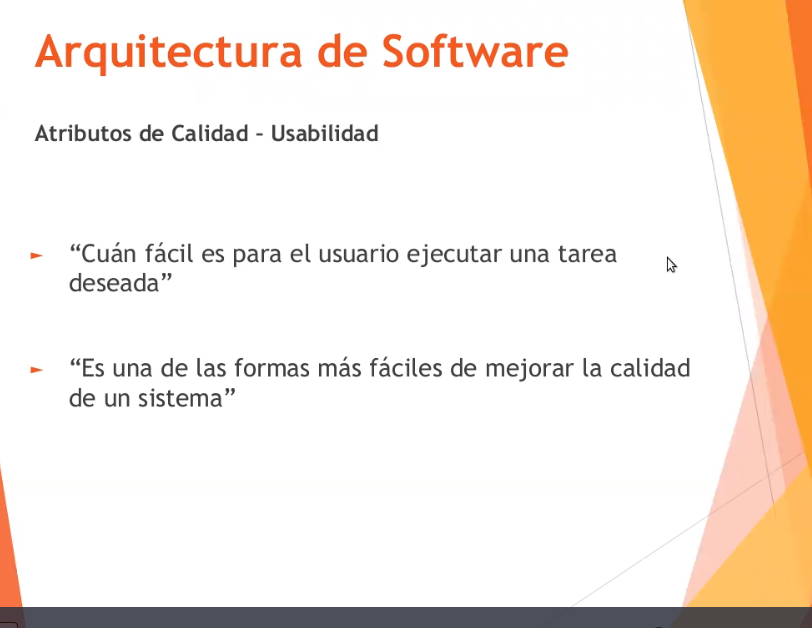 Arquitectura de Software
Atributos de Calidad – Usabilidad
“Cuán fácil es para el usuario ejecutar una tarea
deseada”
“Es una de las formas más fáciles de mejorar la calidad
de un sistema”